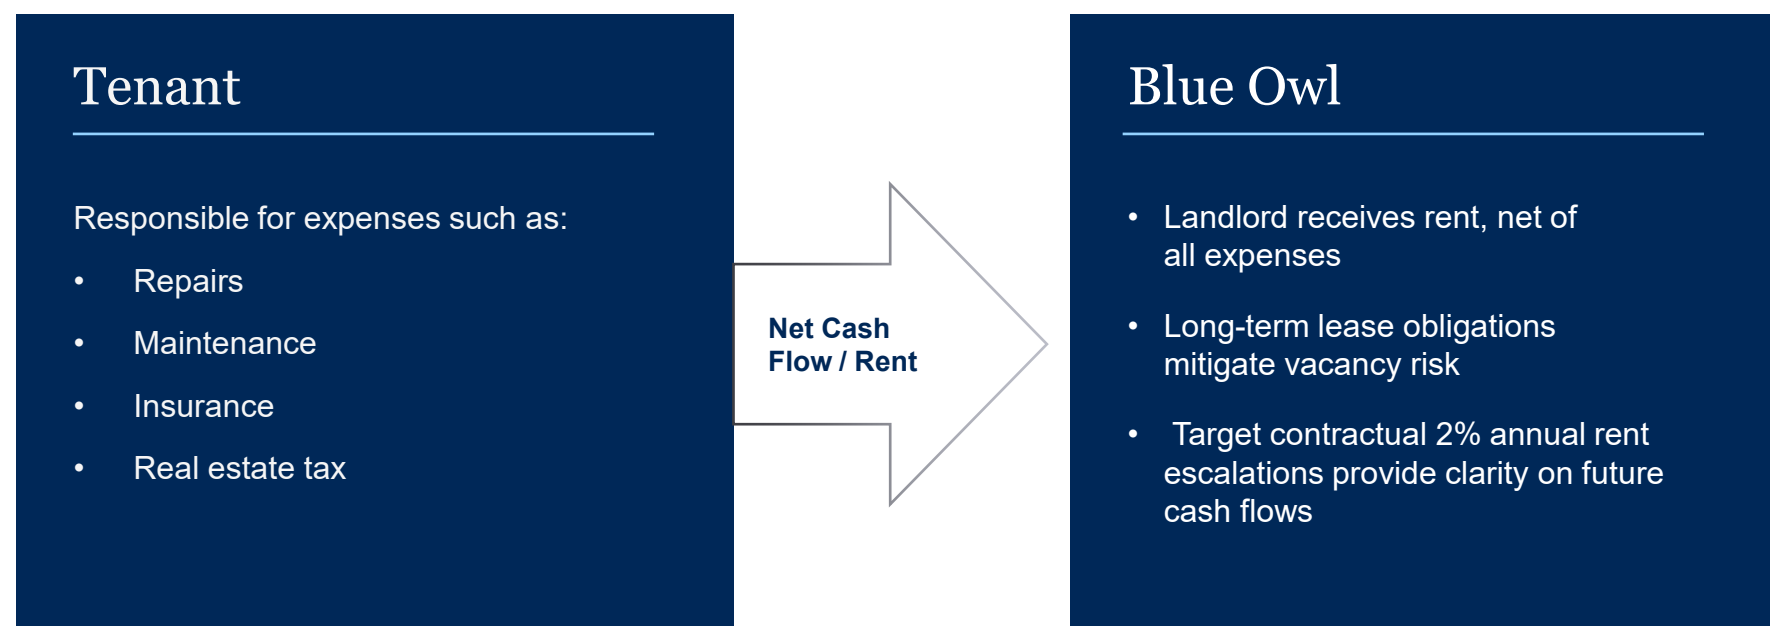 Tenant
Responsible for expenses such as:
• Repairs
• Maintenance
• Insurance
• Real estate tax
Net Cash
Flow / Rent
Blue Owl
• Landlord receives rent, net of
all expenses
• Long-term lease obligations
mitigate vacancy risk
• Target contractual 2% annual rent
escalations provide clarity on future
cash flows